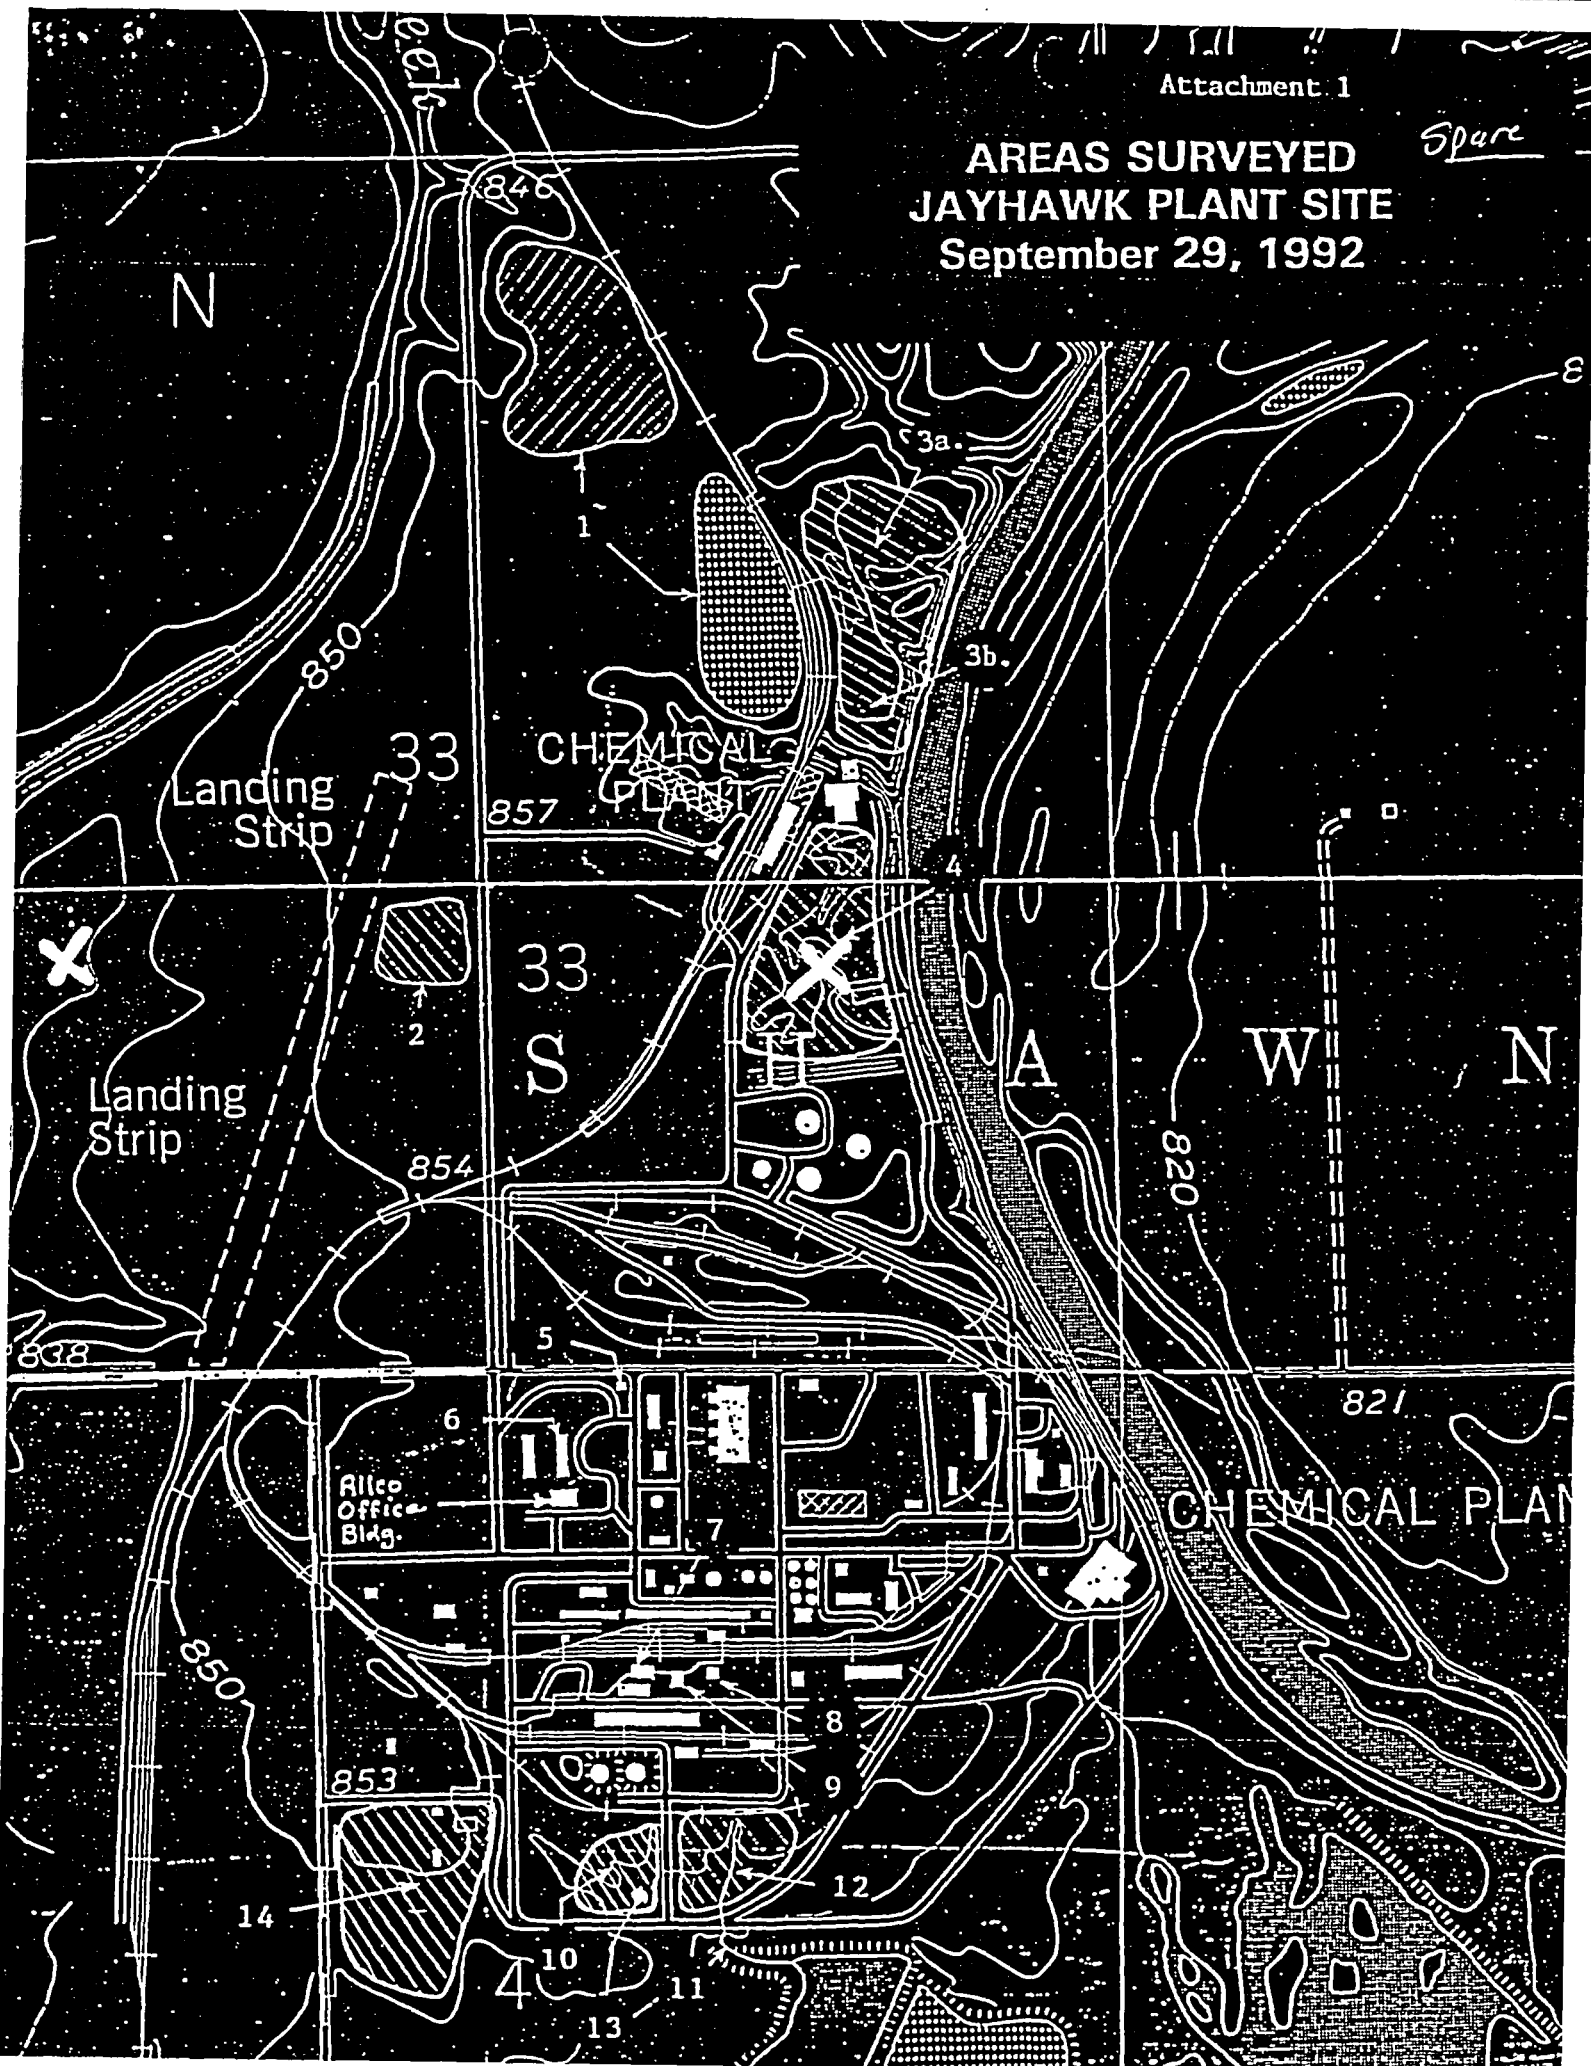 eek
Attachment 1
Spare
AREAS SURVEYED
JAYHAWK PLANT SITE
September 29, 1992
846
N
8
3a.
1
850
3b.
33
CHEMICAL
PLANT
Landing
Strip
857
4
33
2
S H A W N
Landing
Strip
854
820
5
838
821
6
Allco
Office
Bldg.
CHEMICAL PLAN
7
850
8
9
853
12
14
10
4
11
13